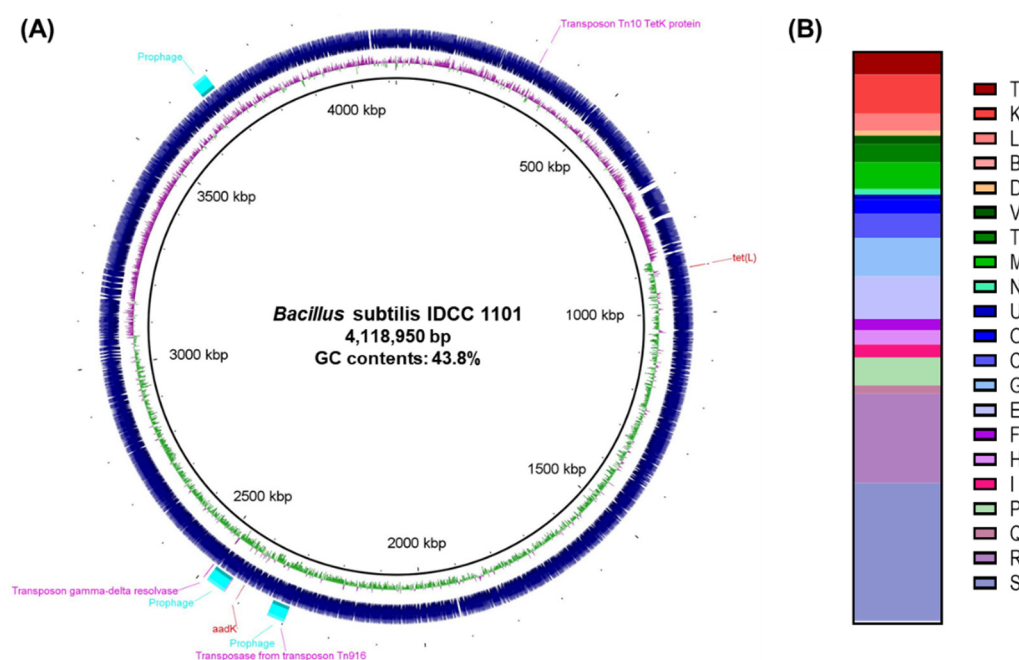 (A)
(B)
Transposon Tn10 TetK protein
Prophage
4000 kbp
500 kbp
3500 kbp
tet(L)
Bacillus subtilis IDCC 1101
4,118,950 bp
GC contents: 43.8%
1000 kbp
3000 kbp
1500 kbp
2500 kbp
2000 kbp
Transposon gamma-delta resolvase
Prophage
aadK
Prophage
Transposase from transposon Tn916
T
K
L
B
D
V
T
M
N
U
O
C
G
E
F
H
I
P
Q
R
S